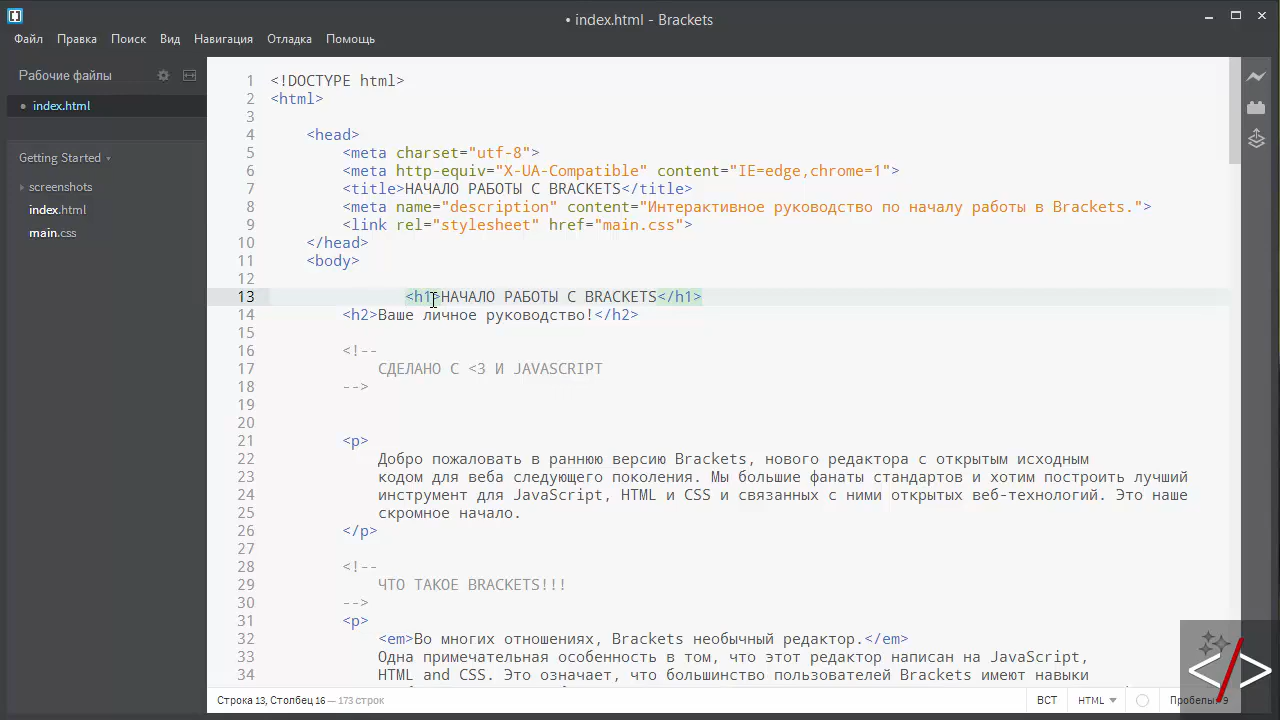 • index.html - Brackets
Файл Правка Поиск Вид Навигация Отладка Помощь
Рабочие файлы
• index.html
Getting Started
screenshots
index.html
main.css
1 <!DOCTYPE html>
2 <html>
3
4 <head>
5 <meta charset="utf-8">
6 <meta http-equiv="X-UA-Compatible" content="IE=edge,chrome=1">
7 <title>НАЧАЛО РАБОТЫ С BRACKETS</title>
8 <meta name="description" content="Интерактивное руководство по началу работы в Brackets.">
9 <link rel="stylesheet" href="main.css">
10 </head>
11 <body>
12
13 <h1>НАЧАЛО РАБОТЫ С BRACKETS</h1>
14 <h2>Ваше личное руководство!</h2>
15
16 <!--
17 СДЕЛАНО С <3 И JAVASCRIPT
18 -->
19
20
21 <p>
22 Добро пожаловать в раннюю версию Brackets, нового редактора с открытым исходным
23 кодом для веба следующего поколения. Мы большие фанаты стандартов и хотим построить лучший
24 инструмент для JavaScript, HTML и CSS и связанных с ними открытых веб-технологий. Это наше
25 скромное начало.
26 </p>
27
28 <!--
29 ЧТО ТАКОЕ BRACKETS!!!
30 -->
31 <p>
32 <em>Во многих отношениях, Brackets необычный редактор.</em>
33 Одна примечательная особенность в том, что этот редактор написан на JavaScript,
34 HTML and CSS. Это означает, что большинство пользователей Brackets имеют навыки
Строка 13, Столбец 16 — 173 строк
ВСТ HTML Пробелы: 9